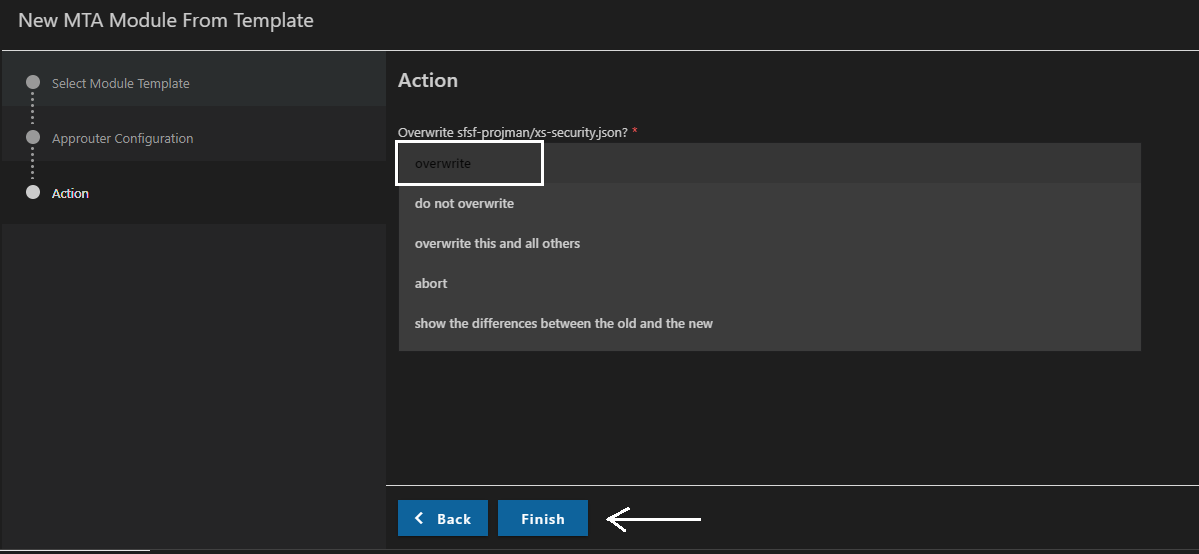 New MTA Module From Template
Select Module Template
Approuter Configuration
Action
Action
Overwrite sfsf-projman/xs-security.json? *
overwrite
do not overwrite
overwrite this and all others
abort
show the differences between the old and the new
Back
Finish